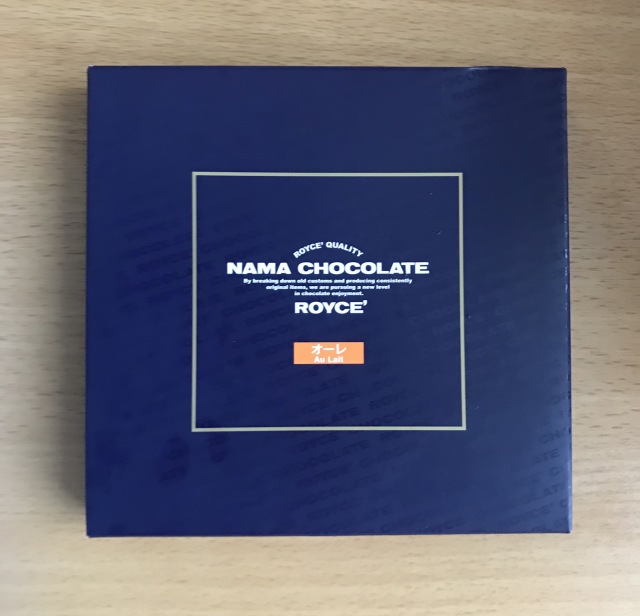 ROYCE' QUALITY
NAMA CHOCOLATE
By breaking down old customs and producing consistently
original items, we are pursuing a new level
in chocolate enjoyment.
ROYCE'
オーレ
Au Lait